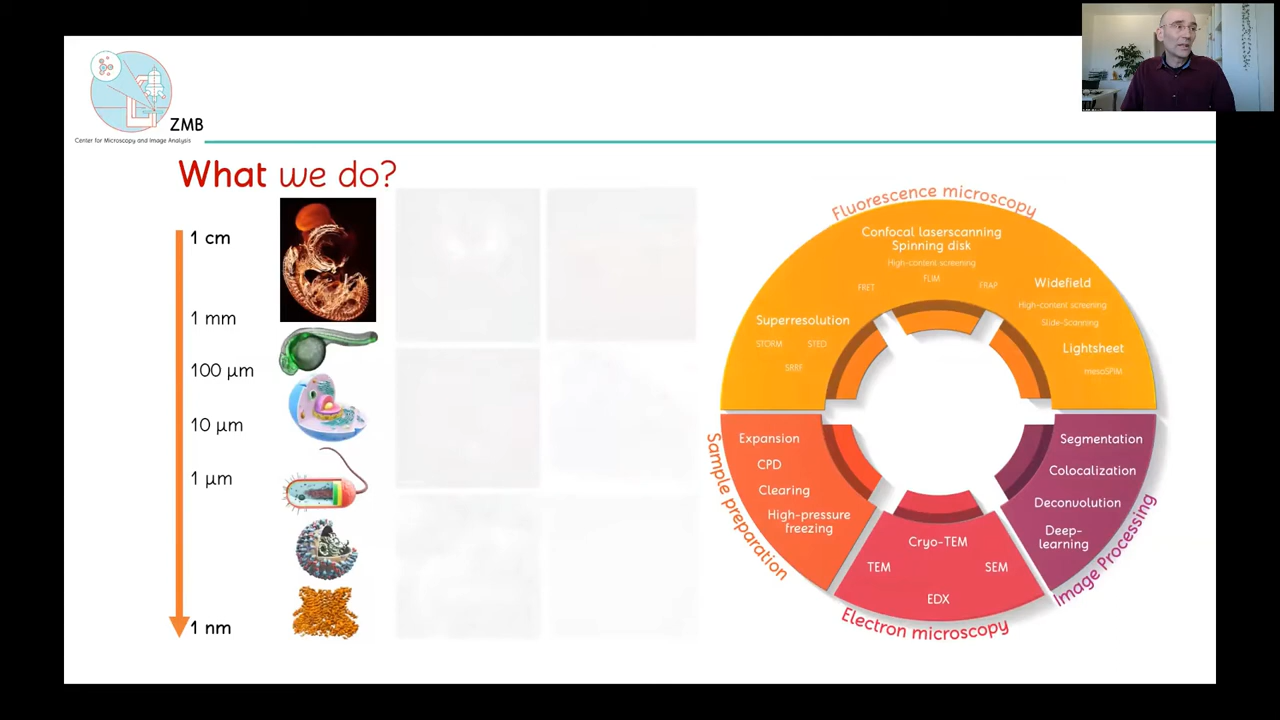 ZMB
Center for Microscopy and Image Analysis
What we do?
1 cm
1 mm
100 µm
10 µm
1 µm
1 nm
Fluorescence microscopy
Confocal laserscanning
Spinning disk
High-content screening
FLIM
FRET
FRAP
Widefield
High-content screening
Slide-Scanning
Superresolution
STORM
STED
SRRF
Lightsheet
mesoSPIM
Sample preparation
Expansion
CPD
Clearing
High-pressure
freezing
Electron microscopy
Cryo-TEM
TEM
SEM
EDX
Image Processing
Segmentation
Colocalization
Deconvolution
Deep-
learning